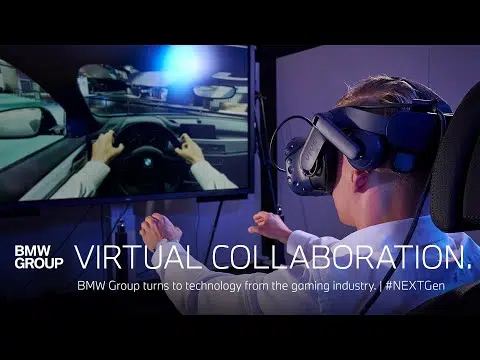 BMW
GROUP
VIRTUAL COLLABORATION.
BMW Group turns to technology from the gaming industry. | #NEXTGen